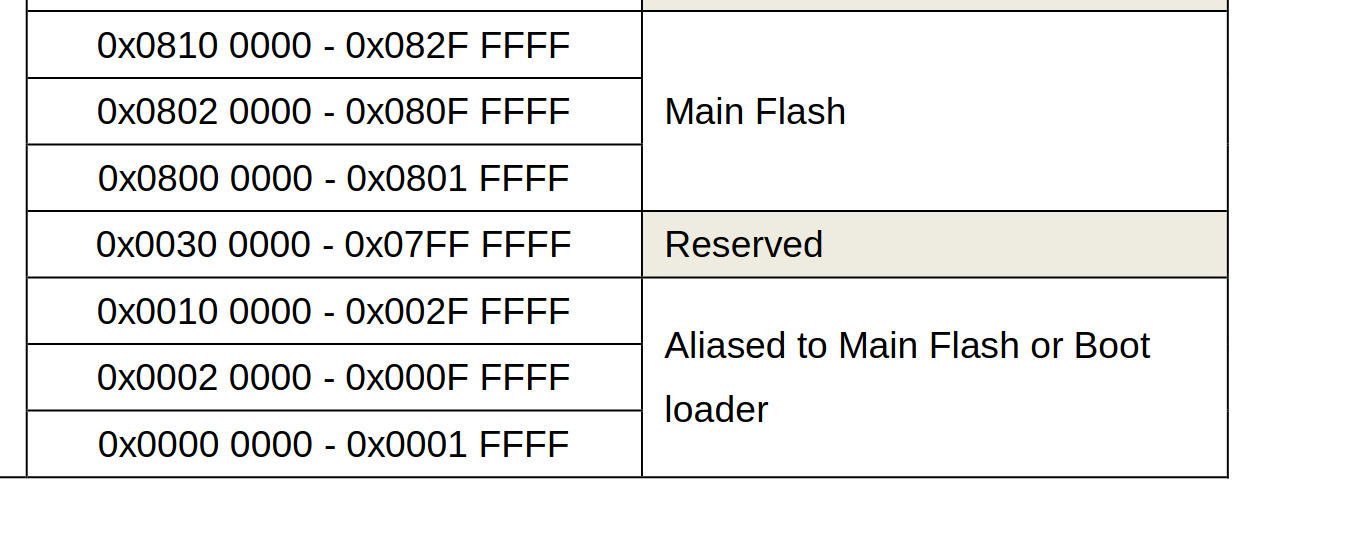 0x0810 0000 - 0x082F FFFF
0x0802 0000 - 0x080F FFFF
Main Flash
0x0800 0000 - 0x0801 FFFF
0x0030 0000 - 0x07FF FFFF
Reserved
0x0010 0000 - 0x002F FFFF
Aliased to Main Flash or Boot
loader
0x0002 0000 - 0x000F FFFF
0x0000 0000 - 0x0001 FFFF